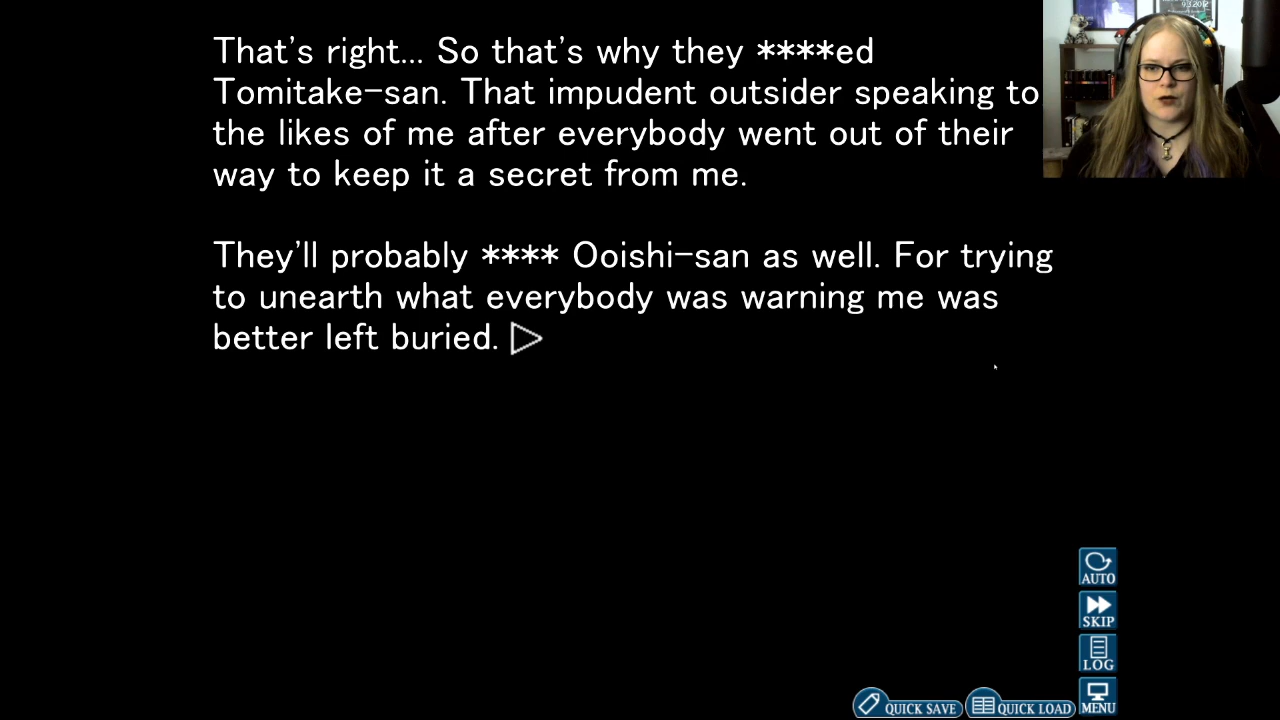 That's right... So that's why they ****ed
Tomitake-san. That impudent outsider speaking to
the likes of me after everybody went out of their
way to keep it a secret from me.
They'll probably **** Ooishi-san as well. For trying
to unearth what everybody was warning me was
better left buried.
AUTO
SKIP
LOG
MENU
QUICK SAVE
QUICK LOAD